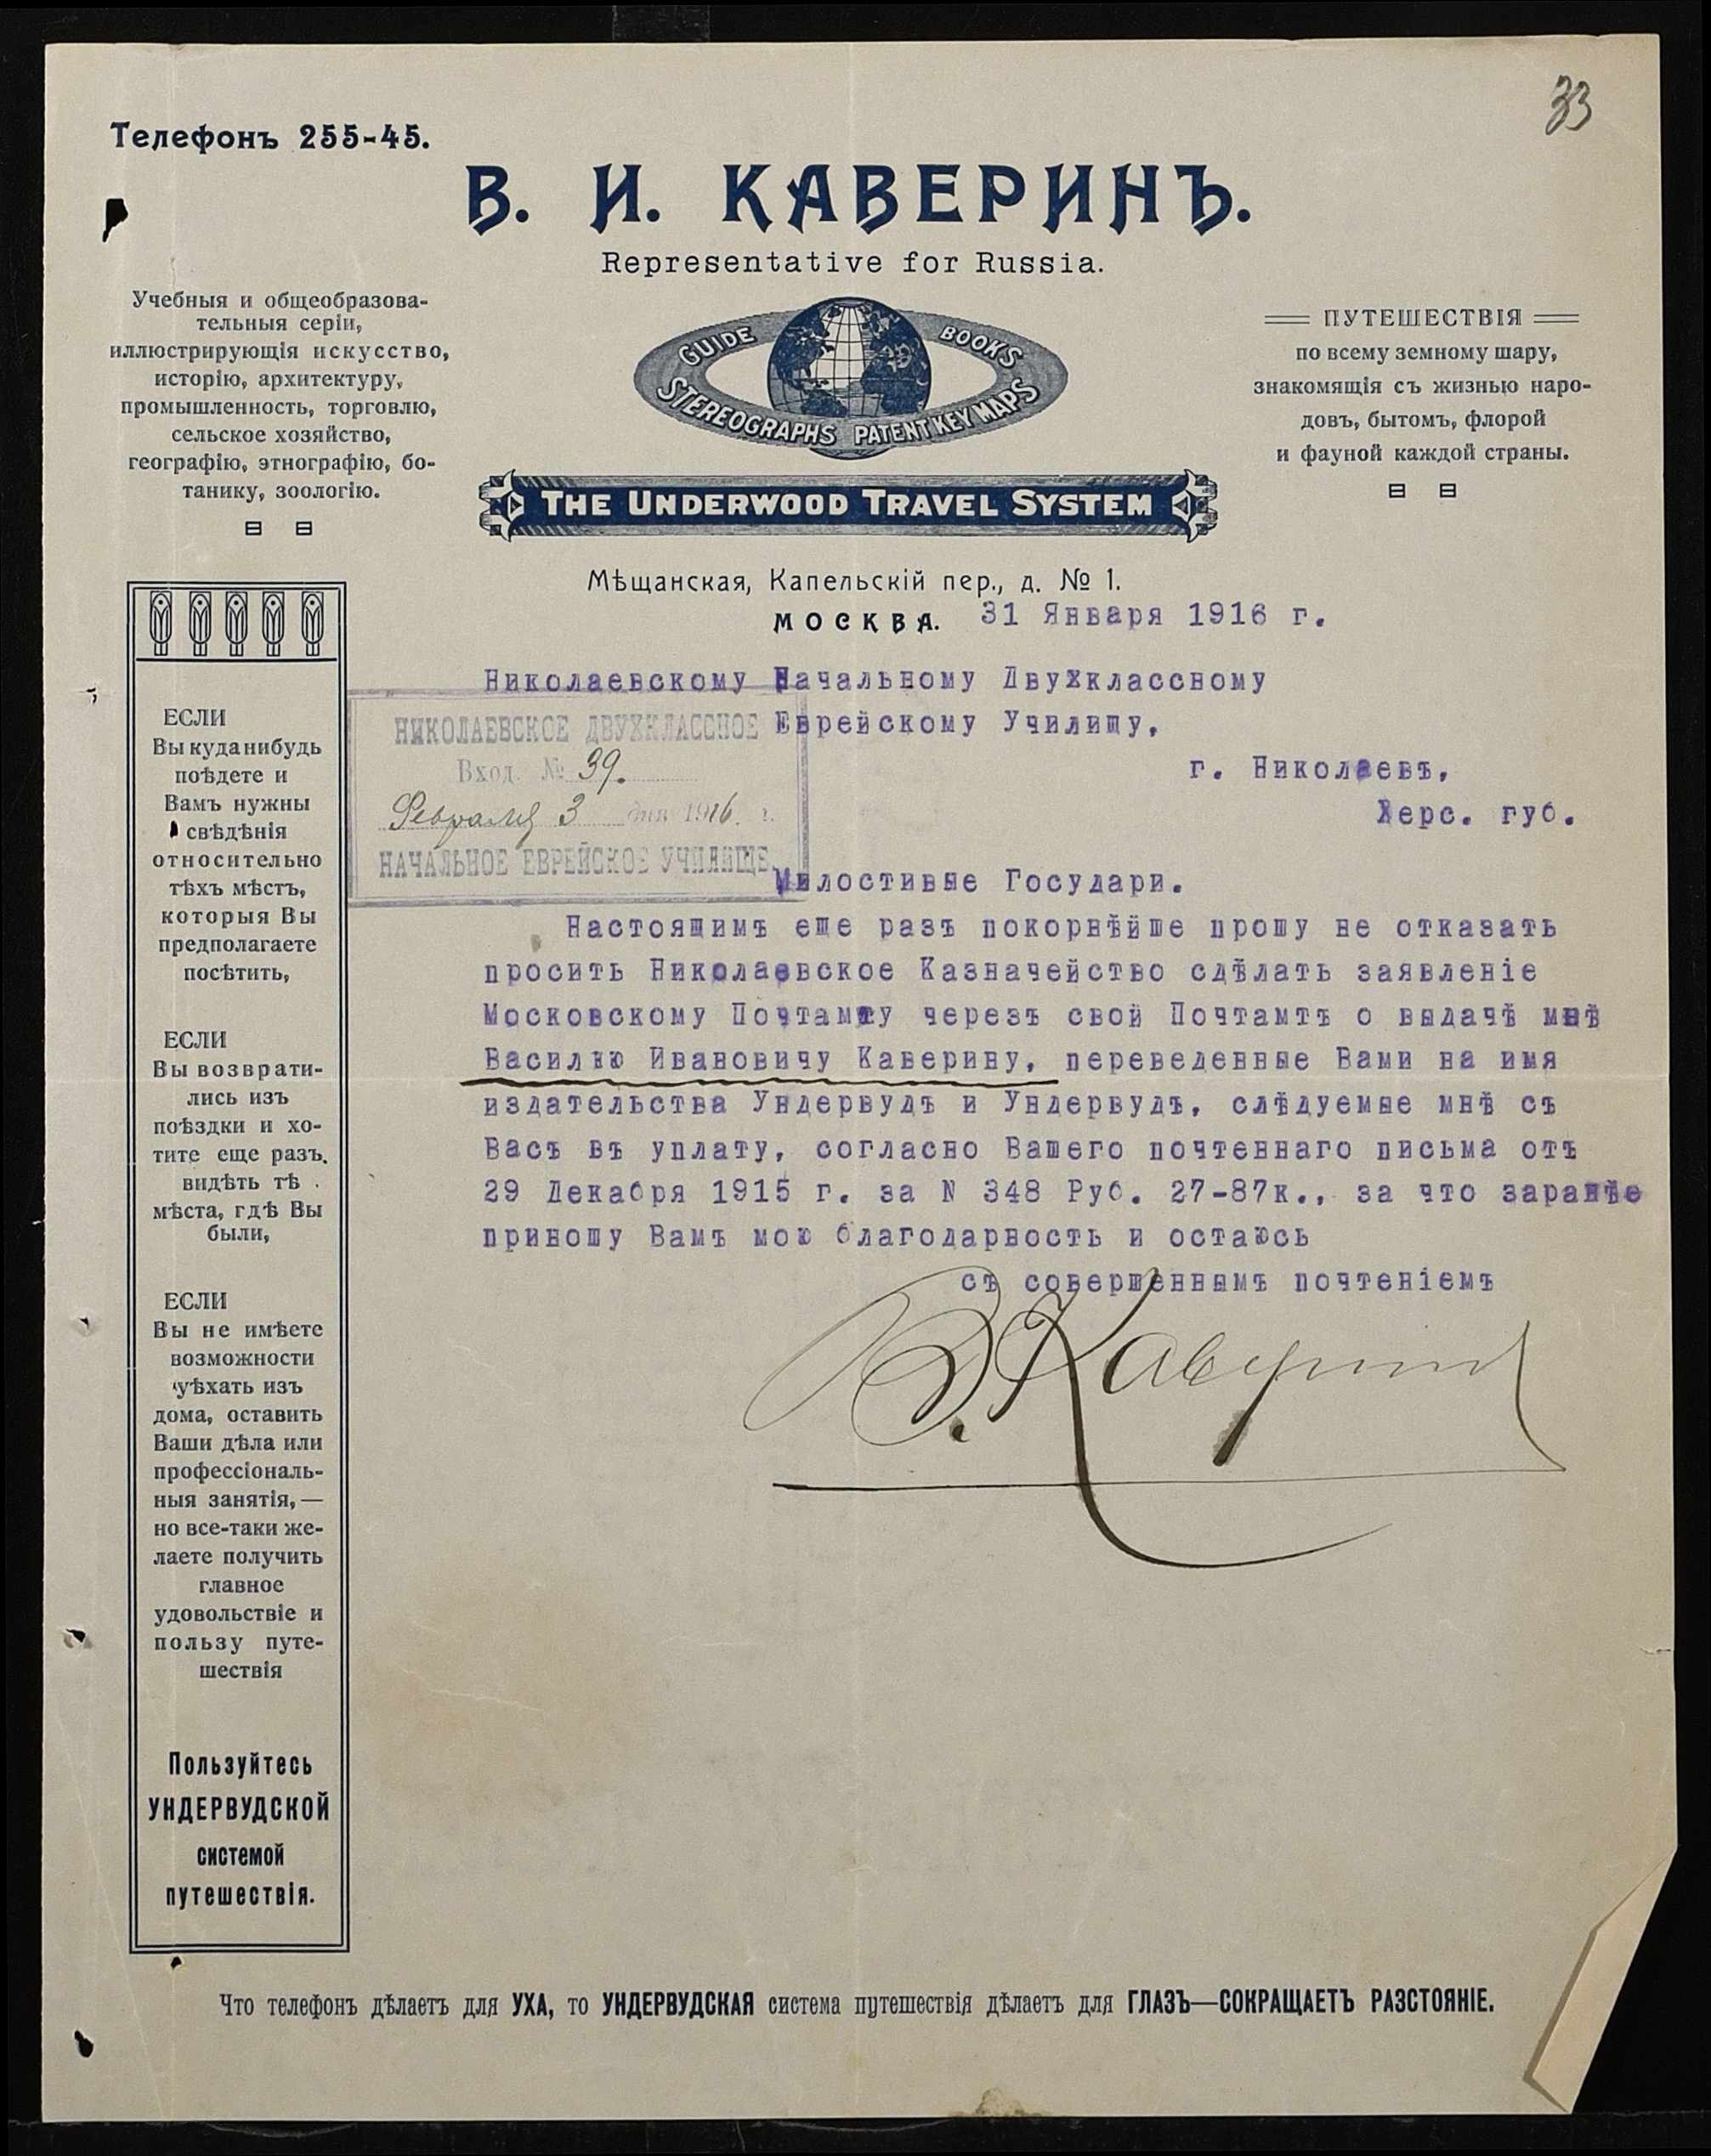 33
Телефонъ 255-45.
В. И. КАВЕРИНЪ.
Representative for Russia.
Учебныя и общеобразова-
тельныя серіи,
иллюстрирующія искусство,
исторію, архитектуру,
промышленность, торговлю,
сельское хозяйство,
географію, этнографію, бо-
танику, зоологію.
GUIDE BOOKS
STEREOGRAPHS PATENT KEY MAPS
THE UNDERWOOD TRAVEL SYSTEM
ПУТЕШЕСТВІЯ
по всему земному шару,
знакомящія съ жизнью наро-
довъ, бытомъ, флорой
и фауной каждой страны.
Мѣщанская, Капельскій пер., д. № 1.
МОСКВА. 31 Января 1916 г.
Николаевскому Начальному Двухклассному
Еврейскому Училищу,
г. Николаевъ,
Херс. губ.
НИКОЛАЕВСКОЕ ДВУХКЛАССНОЕ
Вход. № 39.
Февраля 3 дня 1916 г.
НАЧАЛЬНОЕ ЕВРЕЙСКОЕ УЧИЛИЩЕ
Милостивые Государи.
Настоящимъ еще разъ покорнѣйше прошу не отказать
просить Николаевское Казначейство сдѣлать заявленіе
Московскому Почтамту черезъ свой Почтамтъ о выдачѣ мнѣ
Василію Ивановичу Каверину, переведенные Вами на имя
издательства Ундервудъ и Ундервудъ, слѣдуемые мнѣ съ
Васъ въ уплату, согласно Вашего почтеннаго письма отъ
29 Декабря 1915 г. за N 348 Руб. 27-87к., за что заранѣе
приношу Вамъ мою благодарность и остаюсь
съ совершеннымъ почтеніемъ
В. Каверинъ
ЕСЛИ
Вы куда нибудь
поѣдете и
Вамъ нужны
свѣдѣнія
относительно
тѣхъ мѣстъ,
которыя Вы
предполагаете
посѣтить,
ЕСЛИ
Вы возврати-
лись изъ
поѣздки и хо-
тите еще разъ
видѣть тѣ
мѣста, гдѣ Вы
были,
ЕСЛИ
Вы не имѣете
возможности
уѣхать изъ
дома, оставить
Ваши дѣла или
профессіональ-
ныя занятія,—
но все-таки же-
лаете получить
главное
удовольствіе и
пользу путе-
шествія
Пользуйтесь
УНДЕРВУДСКОЙ
системой
путешествія.
Что телефонъ дѣлаетъ для УХА, то УНДЕРВУДСКАЯ система путешествія дѣлаетъ для ГЛАЗЪ—СОКРАЩАЕТЪ РАЗСТОЯНІЕ.